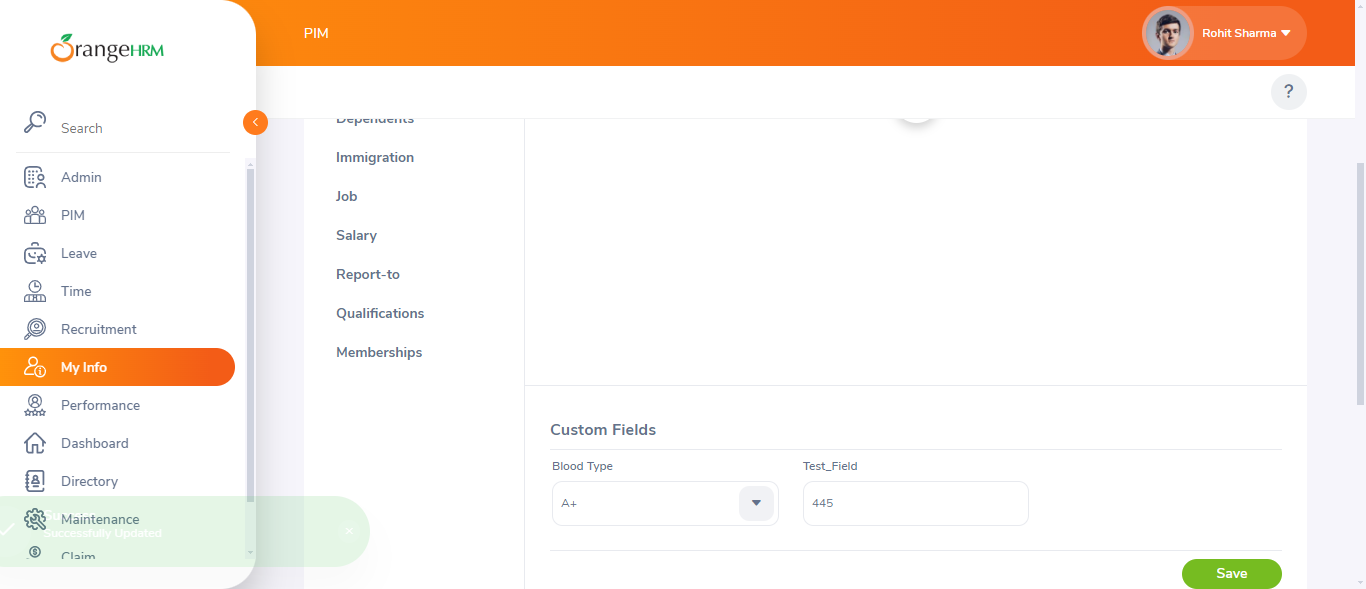 OrangeHRM
PIM
Rohit Sharma
?
Search
Admin
PIM
Leave
Time
Recruitment
My Info
Performance
Dashboard
Directory
Maintenance
Claim
Successfully Updated
Dependents
Immigration
Job
Salary
Report-to
Qualifications
Memberships
Custom Fields
Blood Type
Test_Field
A+
445
Save